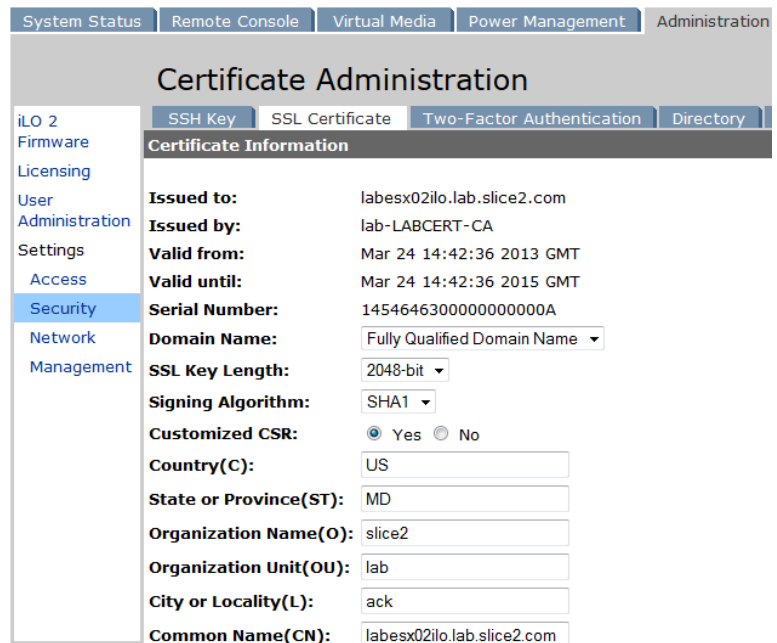 System Status Remote Console Virtual Media Power Management Administration
Certificate Administration
SSH Key SSL Certificate Two-Factor Authentication Directory
iLO 2
Firmware
Licensing
User
Administration
Settings
Access
Security
Network
Management
Certificate Information
Issued to: labesx02ilo.lab.slice2.com
Issued by: lab-LABCERT-CA
Valid from: Mar 24 14:42:36 2013 GMT
Valid until: Mar 24 14:42:36 2015 GMT
Serial Number: 1454646300000000000A
Domain Name: Fully Qualified Domain Name
SSL Key Length: 2048-bit
Signing Algorithm: SHA1
Customized CSR: Yes No
Country(C): US
State or Province(ST): MD
Organization Name(O): slice2
Organization Unit(OU): lab
City or Locality(L): ack
Common Name(CN): labesx02ilo.lab.slice2.com